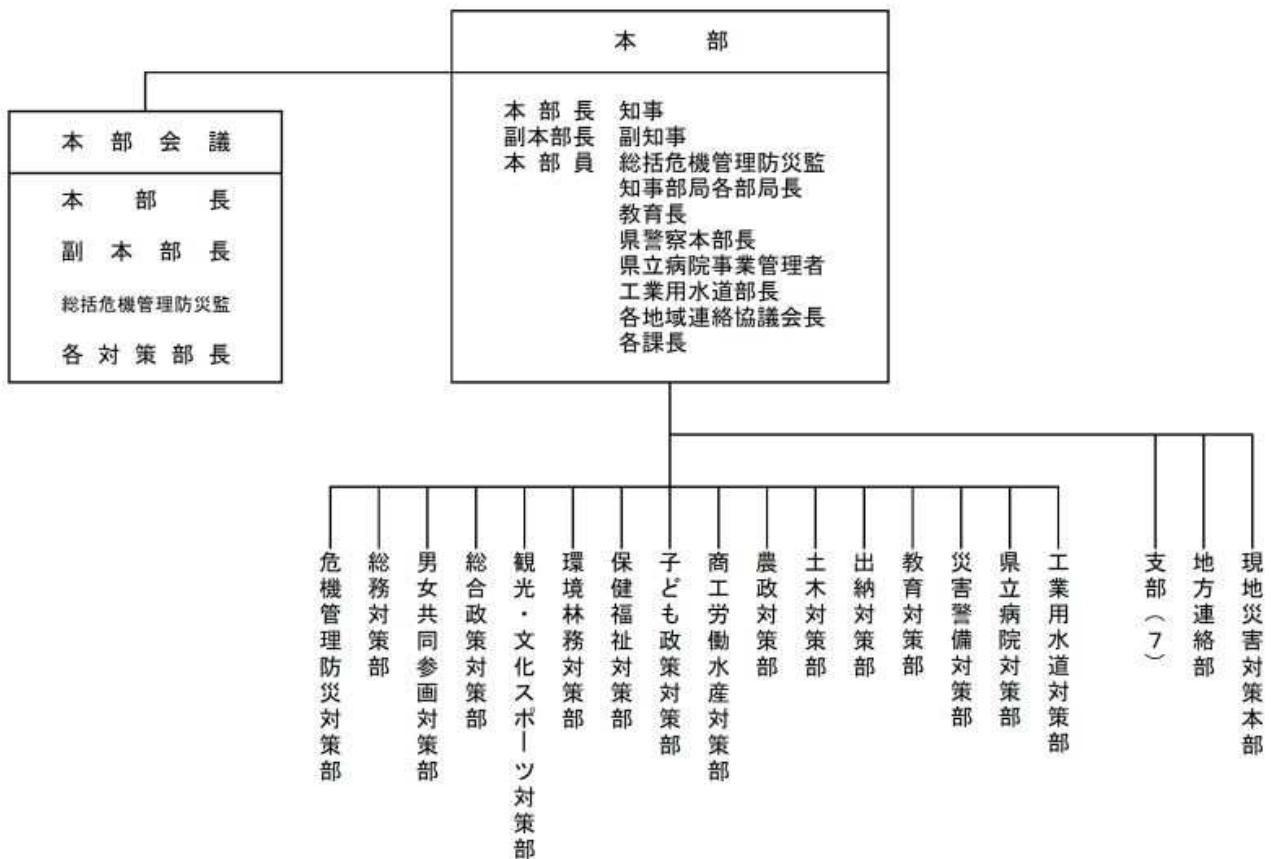 本部
本部長 知事
副本部長 副知事
本部員 総括危機管理防災監
知事部局各部局長
教育長
県警察本部長
県立病院事業管理者
工業用水道部長
各地域連絡協議会長
各課長
本部会議
本部長
副本部長
総括危機管理防災監
各対策部長
危機管理防災対策部
総務対策部
男女共同参画対策部
総合政策対策部
観光・文化スポーツ対策部
環境林務対策部
保健福祉対策部
子ども政策対策部
商工労働水産対策部
農政対策部
土木対策部
出納対策部
教育対策部
災害警備対策部
県立病院対策部
工業用水道対策部
支部（7）
地方連絡部
現地災害対策本部